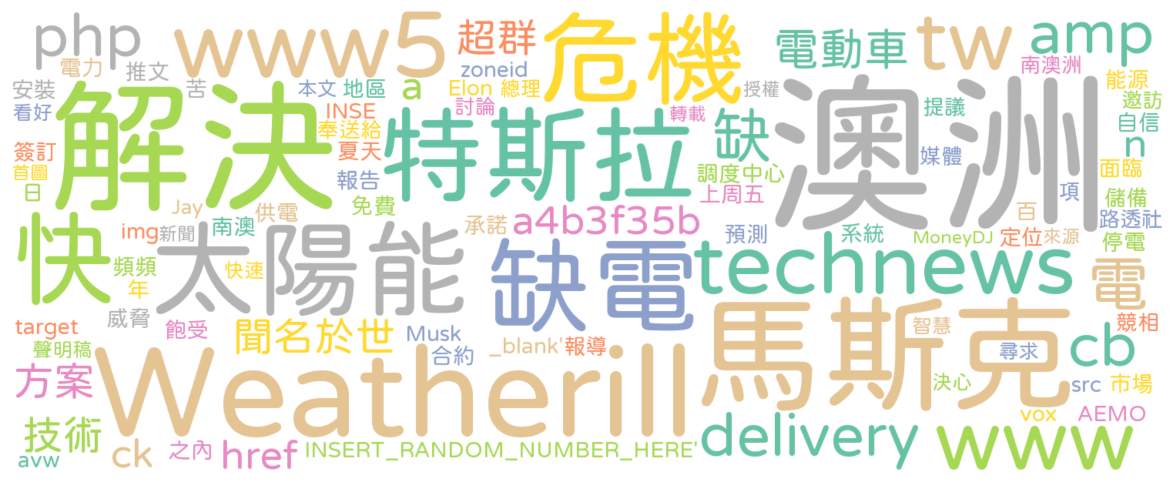 php
www5
超群
危機
電動車
tw
amp
電力
推文
zoneid
南澳洲
安裝
苦
本文
地區
a
Elon
總理
授權
能源
看好
INSE
討論
轉載
提議
邀訪
解決
奉送給
特斯拉
缺
澳洲
自信
n
簽訂
夏天
媒體
面臨
首圖
報告
調度中心
日
上周五
項
儲備
Jay
供電
免費
百
路透社
快
img
新聞
南澳
太陽能
承諾
a4b3f35b
預測
系統
MoneyDJ
定位
來源
停電
頻頻
快速
缺電
technews
電
年
威脅
target
飽受
聞名於世
Musk
智慧
競相
聲明稿
合約
_blank'
報導
馬斯克
尋求
cb
方案
Weatherill
決心
src
市場
技術
vox
AEMO
delivery
www
avw
ck
之內
href
INSERT_RANDOM_NUMBER_HERE'